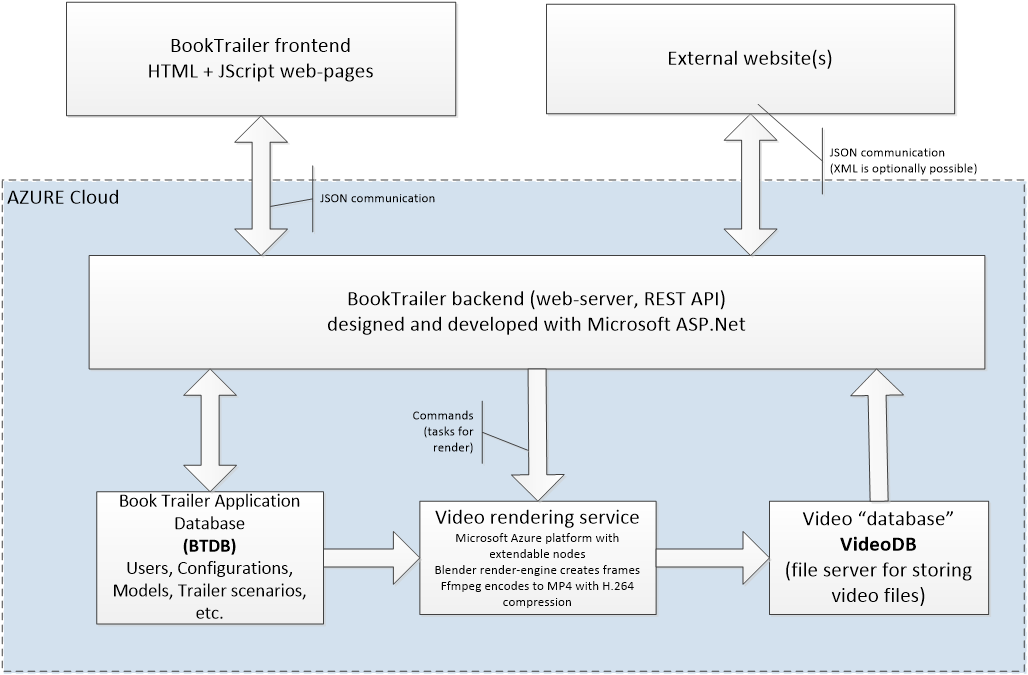 BookTrailer frontend
HTML + JScript web-pages
External website(s)
JSON communication
(XML is optionally possible)
AZURE Cloud
JSON communication
BookTrailer backend (web-server, REST API)
designed and developed with Microsoft ASP.Net
Commands
(tasks for
render)
Book Trailer Application
Database
(BTDB)
Users, Configurations,
Models, Trailer scenarios,
etc.
Video rendering service
Microsoft Azure platform with
extendable nodes
Blender render-engine creates frames
Ffmpeg encodes to MP4 with H.264
compression
Video “database”
VideoDB
(file server for storing
video files)